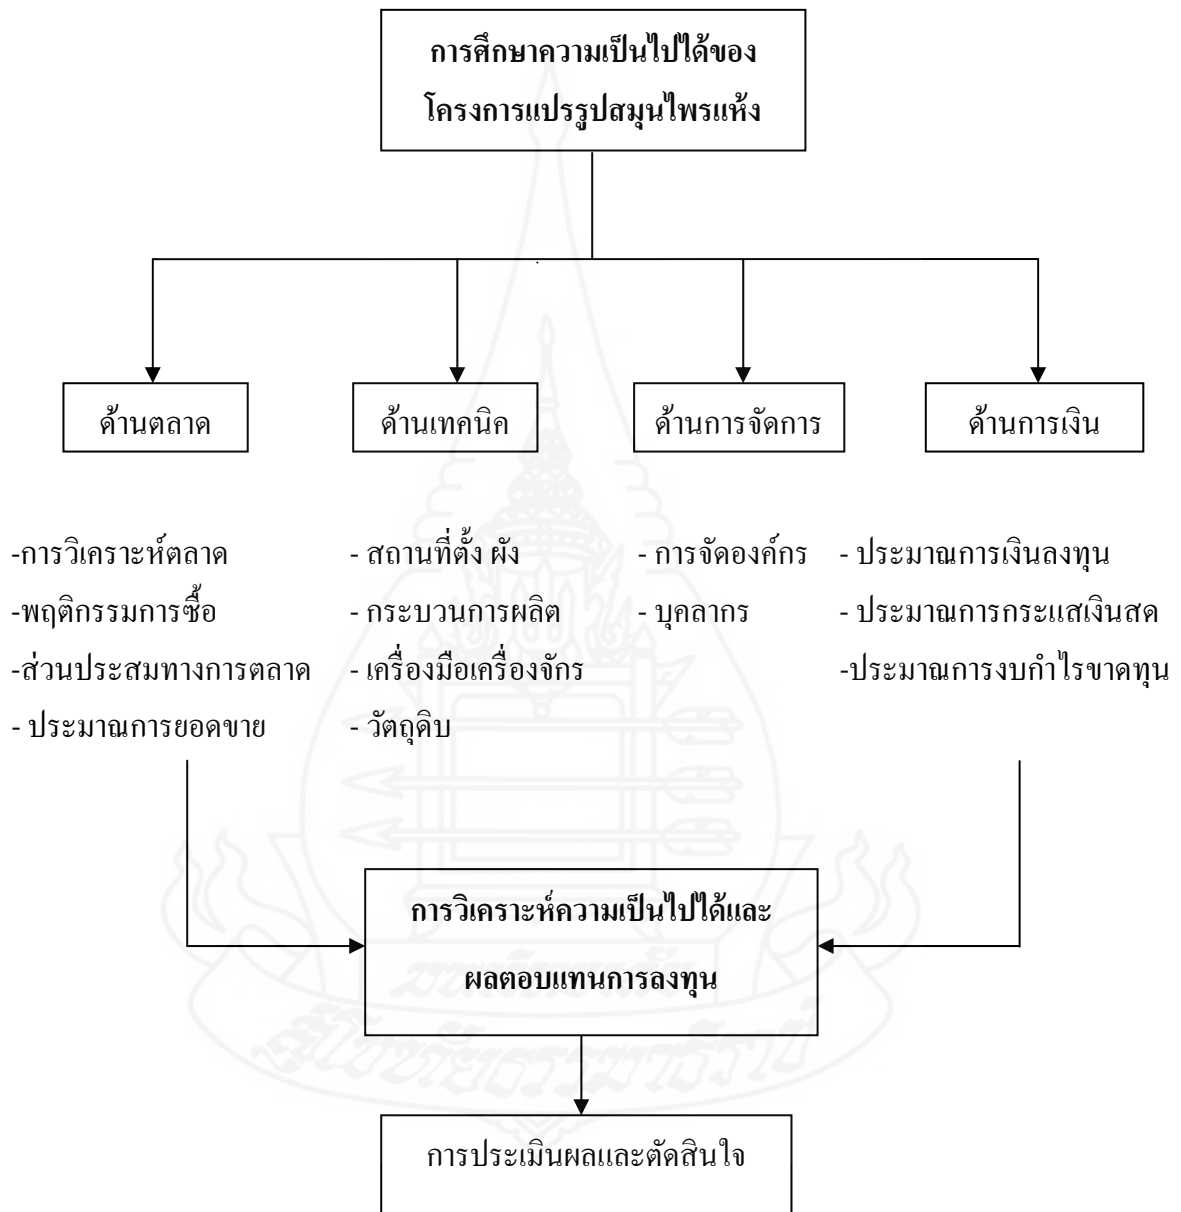 การศึกษาความเป็นไปได้ของ
โครงการแปรรูปสมุนไพรแห้ง
ด้านตลาด
ด้านเทคนิค
ด้านการจัดการ
ด้านการเงิน
-การวิเคราะห์ตลาด
-พฤติกรรมการซื้อ
-ส่วนประสมทางการตลาด
- ประมาณการยอดขาย
- สถานที่ตั้ง ผัง
- กระบวนการผลิต
- เครื่องมือเครื่องจักร
- วัตถุดิบ
- การจัดองค์กร
- บุคลากร
- ประมาณการเงินลงทุน
- ประมาณการกระแสเงินสด
-ประมาณการงบกำไรขาดทุน
การวิเคราะห์ความเป็นไปได้และ
ผลตอบแทนการลงทุน
การประเมินผลและตัดสินใจ